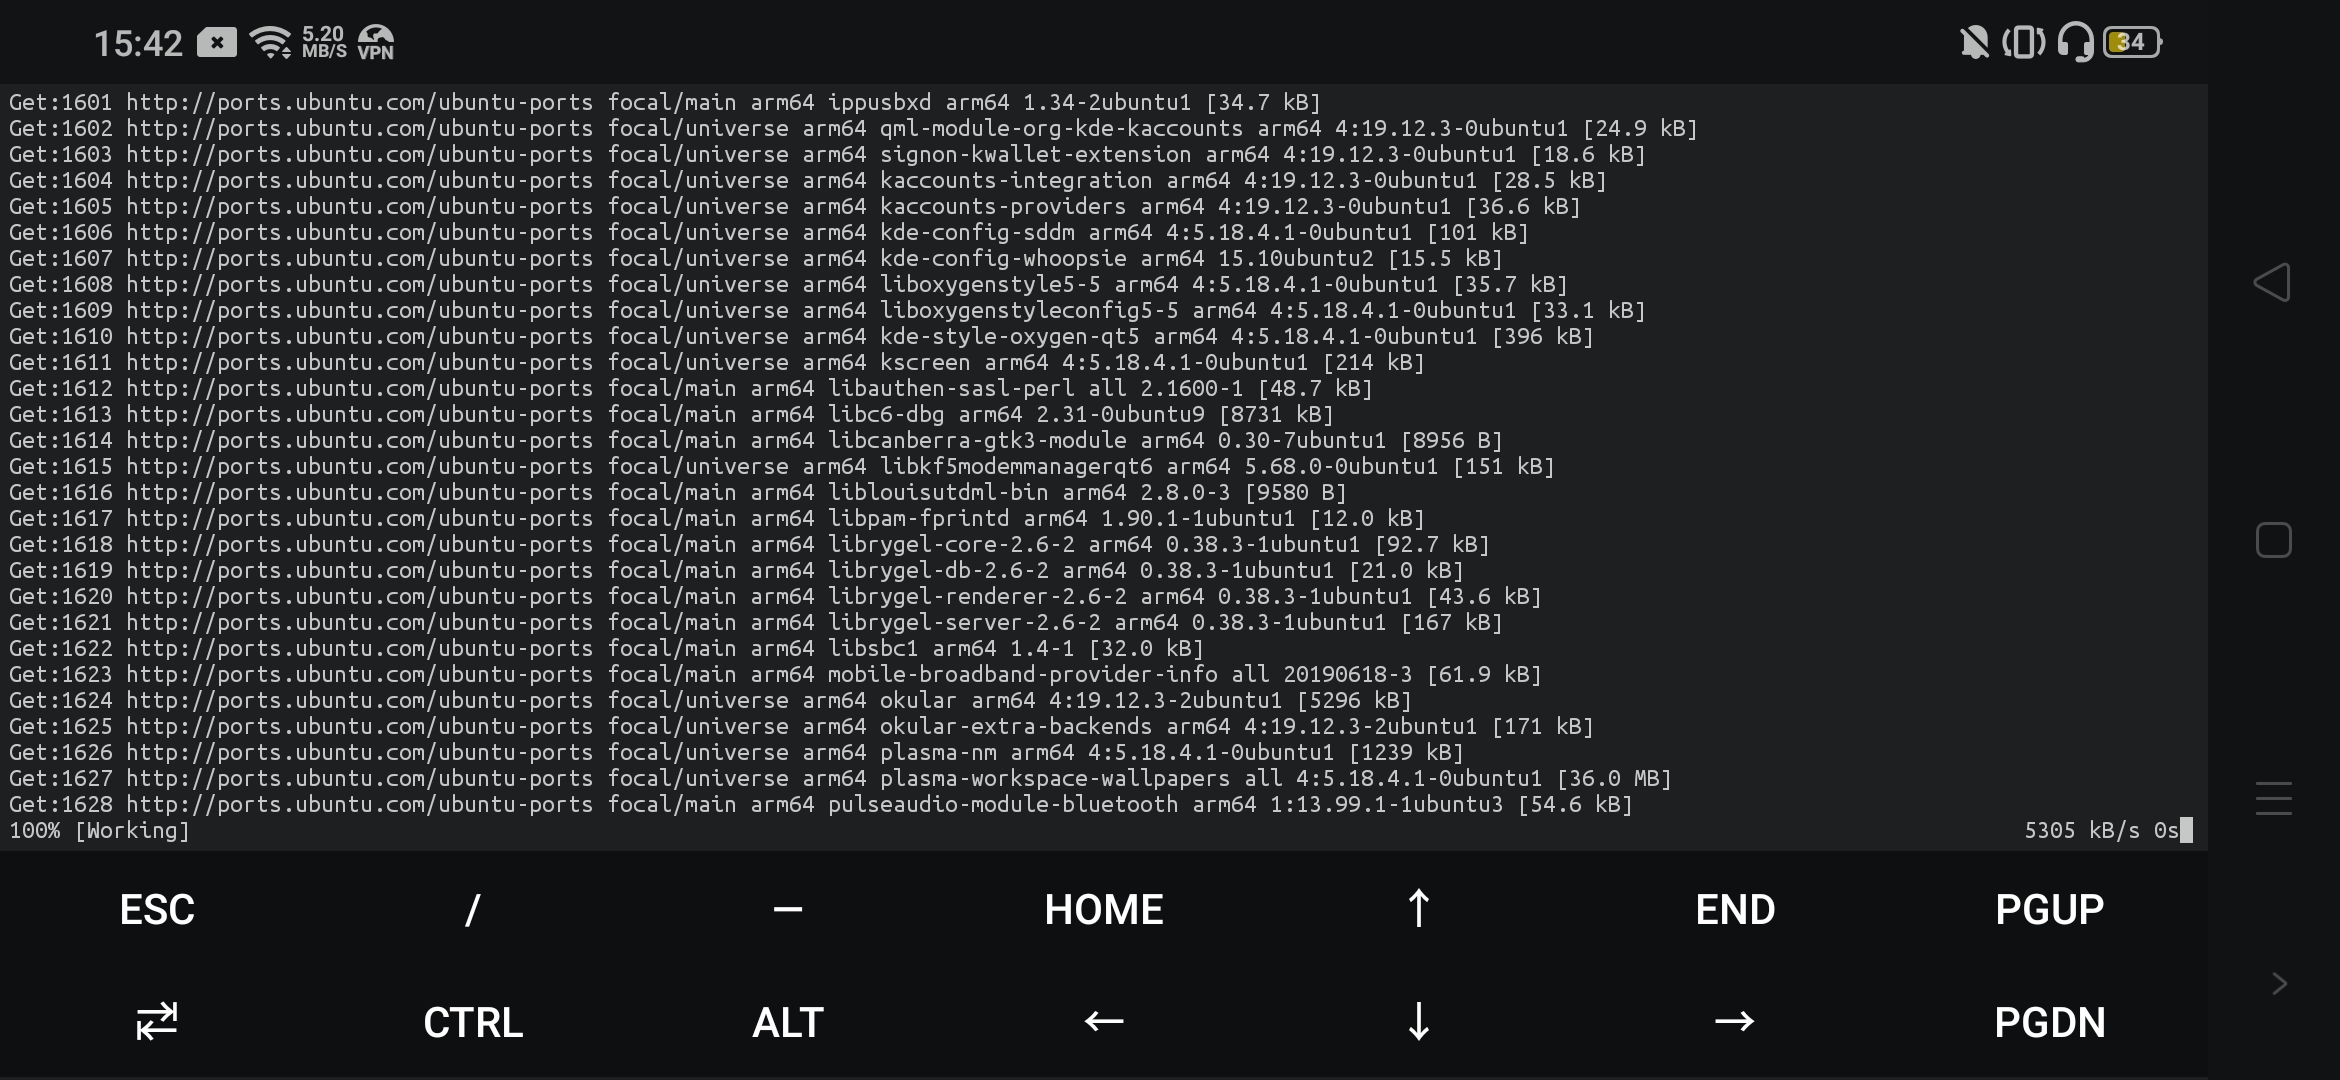 15:42 5.20 MB/S VPN 34
Get:1601 http://ports.ubuntu.com/ubuntu-ports focal/main arm64 ippusbxd arm64 1.34-2ubuntu1 [34.7 kB]
Get:1602 http://ports.ubuntu.com/ubuntu-ports focal/universe arm64 qml-module-org-kde-kaccounts arm64 4:19.12.3-0ubuntu1 [24.9 kB]
Get:1603 http://ports.ubuntu.com/ubuntu-ports focal/universe arm64 signon-kwallet-extension arm64 4:19.12.3-0ubuntu1 [18.6 kB]
Get:1604 http://ports.ubuntu.com/ubuntu-ports focal/universe arm64 kaccounts-integration arm64 4:19.12.3-0ubuntu1 [28.5 kB]
Get:1605 http://ports.ubuntu.com/ubuntu-ports focal/universe arm64 kaccounts-providers arm64 4:19.12.3-0ubuntu1 [36.6 kB]
Get:1606 http://ports.ubuntu.com/ubuntu-ports focal/universe arm64 kde-config-sddm arm64 4:5.18.4.1-0ubuntu1 [101 kB]
Get:1607 http://ports.ubuntu.com/ubuntu-ports focal/universe arm64 kde-config-whoopsie arm64 15.10ubuntu2 [15.5 kB]
Get:1608 http://ports.ubuntu.com/ubuntu-ports focal/universe arm64 liboxygenstyle5-5 arm64 4:5.18.4.1-0ubuntu1 [35.7 kB]
Get:1609 http://ports.ubuntu.com/ubuntu-ports focal/universe arm64 liboxygenstyleconfig5-5 arm64 4:5.18.4.1-0ubuntu1 [33.1 kB]
Get:1610 http://ports.ubuntu.com/ubuntu-ports focal/universe arm64 kde-style-oxygen-qt5 arm64 4:5.18.4.1-0ubuntu1 [396 kB]
Get:1611 http://ports.ubuntu.com/ubuntu-ports focal/universe arm64 kscreen arm64 4:5.18.4.1-0ubuntu1 [214 kB]
Get:1612 http://ports.ubuntu.com/ubuntu-ports focal/main arm64 libauthen-sasl-perl all 2.1600-1 [48.7 kB]
Get:1613 http://ports.ubuntu.com/ubuntu-ports focal/main arm64 libc6-dbg arm64 2.31-0ubuntu9 [8731 kB]
Get:1614 http://ports.ubuntu.com/ubuntu-ports focal/main arm64 libcanberra-gtk3-module arm64 0.30-7ubuntu1 [8956 B]
Get:1615 http://ports.ubuntu.com/ubuntu-ports focal/universe arm64 libkf5modemmanagerqt6 arm64 5.68.0-0ubuntu1 [151 kB]
Get:1616 http://ports.ubuntu.com/ubuntu-ports focal/main arm64 liblouisutdml-bin arm64 2.8.0-3 [9580 B]
Get:1617 http://ports.ubuntu.com/ubuntu-ports focal/main arm64 libpam-fprintd arm64 1.90.1-1ubuntu1 [12.0 kB]
Get:1618 http://ports.ubuntu.com/ubuntu-ports focal/main arm64 librygel-core-2.6-2 arm64 0.38.3-1ubuntu1 [92.7 kB]
Get:1619 http://ports.ubuntu.com/ubuntu-ports focal/main arm64 librygel-db-2.6-2 arm64 0.38.3-1ubuntu1 [21.0 kB]
Get:1620 http://ports.ubuntu.com/ubuntu-ports focal/main arm64 librygel-renderer-2.6-2 arm64 0.38.3-1ubuntu1 [43.6 kB]
Get:1621 http://ports.ubuntu.com/ubuntu-ports focal/main arm64 librygel-server-2.6-2 arm64 0.38.3-1ubuntu1 [167 kB]
Get:1622 http://ports.ubuntu.com/ubuntu-ports focal/main arm64 libsbc1 arm64 1.4-1 [32.0 kB]
Get:1623 http://ports.ubuntu.com/ubuntu-ports focal/main arm64 mobile-broadband-provider-info all 20190618-3 [61.9 kB]
Get:1624 http://ports.ubuntu.com/ubuntu-ports focal/universe arm64 okular arm64 4:19.12.3-2ubuntu1 [5296 kB]
Get:1625 http://ports.ubuntu.com/ubuntu-ports focal/universe arm64 okular-extra-backends arm64 4:19.12.3-2ubuntu1 [171 kB]
Get:1626 http://ports.ubuntu.com/ubuntu-ports focal/universe arm64 plasma-nm arm64 4:5.18.4.1-0ubuntu1 [1239 kB]
Get:1627 http://ports.ubuntu.com/ubuntu-ports focal/universe arm64 plasma-workspace-wallpapers all 4:5.18.4.1-0ubuntu1 [36.0 MB]
Get:1628 http://ports.ubuntu.com/ubuntu-ports focal/main arm64 pulseaudio-module-bluetooth arm64 1:13.99.1-1ubuntu3 [54.6 kB]
100% [Working] 5305 kB/s 0s
ESC / — HOME ↑ END PGUP
⇄ CTRL ALT ← ↓ → PGDN